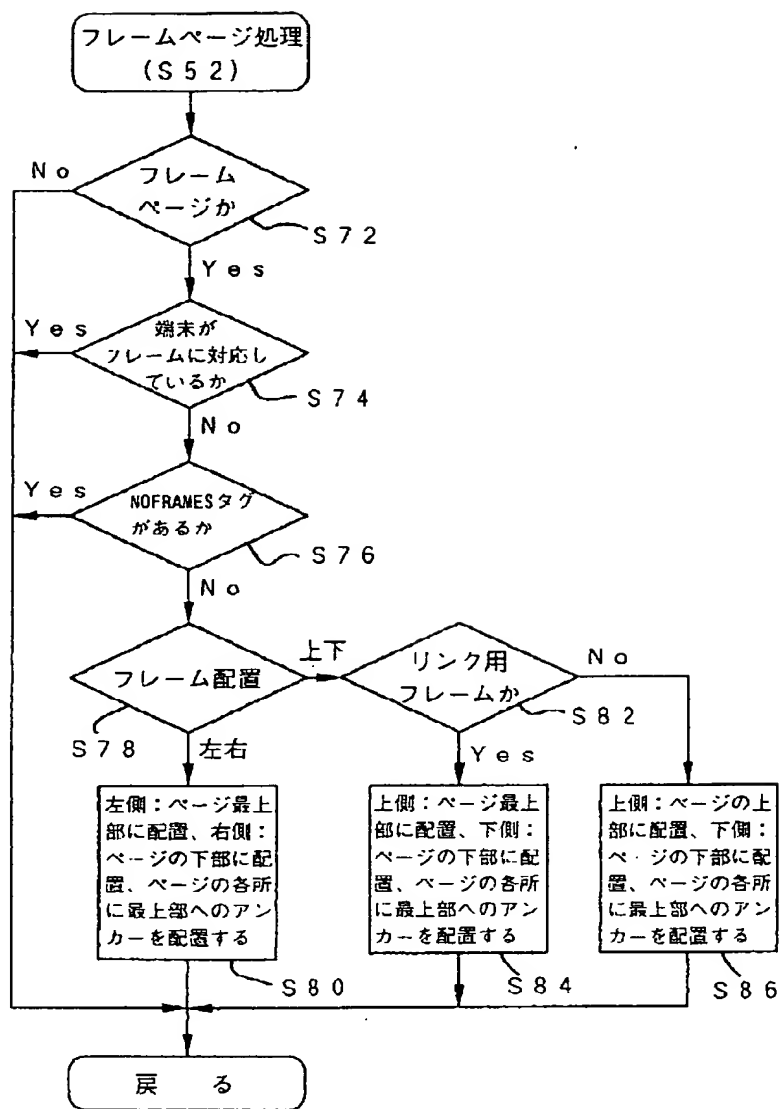 フレームページ処理
(S52)
No
フレーム
ページか
S72
Yes
Yes
端末が
フレームに対応し
ているか
S74
No
Yes
NOFRAMESタグ
があるか
S76
No
フレーム配置
上下
S78
左右
リンク用
フレームか
No
S82
Yes
左側：ページ最上
部に配置、右側：
ページの下部に配
置、ページの各所
に最上部へのアン
カーを配置する
S80
上側：ページ最上
部に配置、下側：
ページの下部に配
置、ページの各所
に最上部へのアン
カーを配置する
S84
上側：ページの上
部に配置、下側：
ページの下部に配
置、ページの各所
に最上部へのアン
カーを配置する
S86
戻る